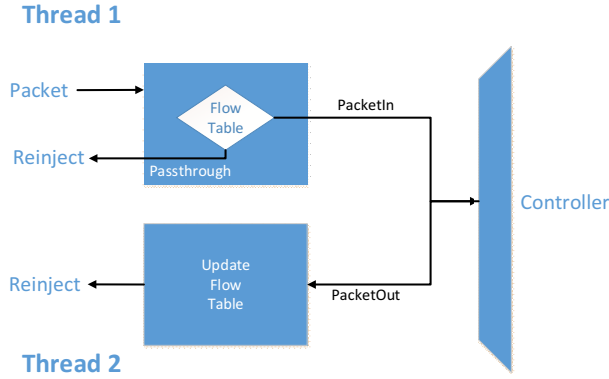 Thread 1
Packet
Flow
Table
PacketIn
Reinject
Passthrough
Controller
Update
Flow
Table
Reinject
PacketOut
Thread 2